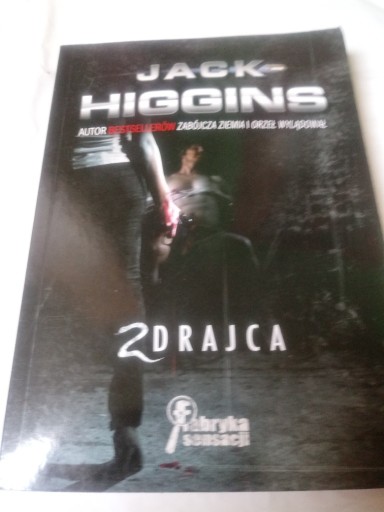 JACK
HIGGINS
AUTOR BESTSELLERÓW ZABÓJCZA ZIEMIA I ORZEŁ WYLĄDOWAŁ
ZDRAJCA
fabryka
sensacji